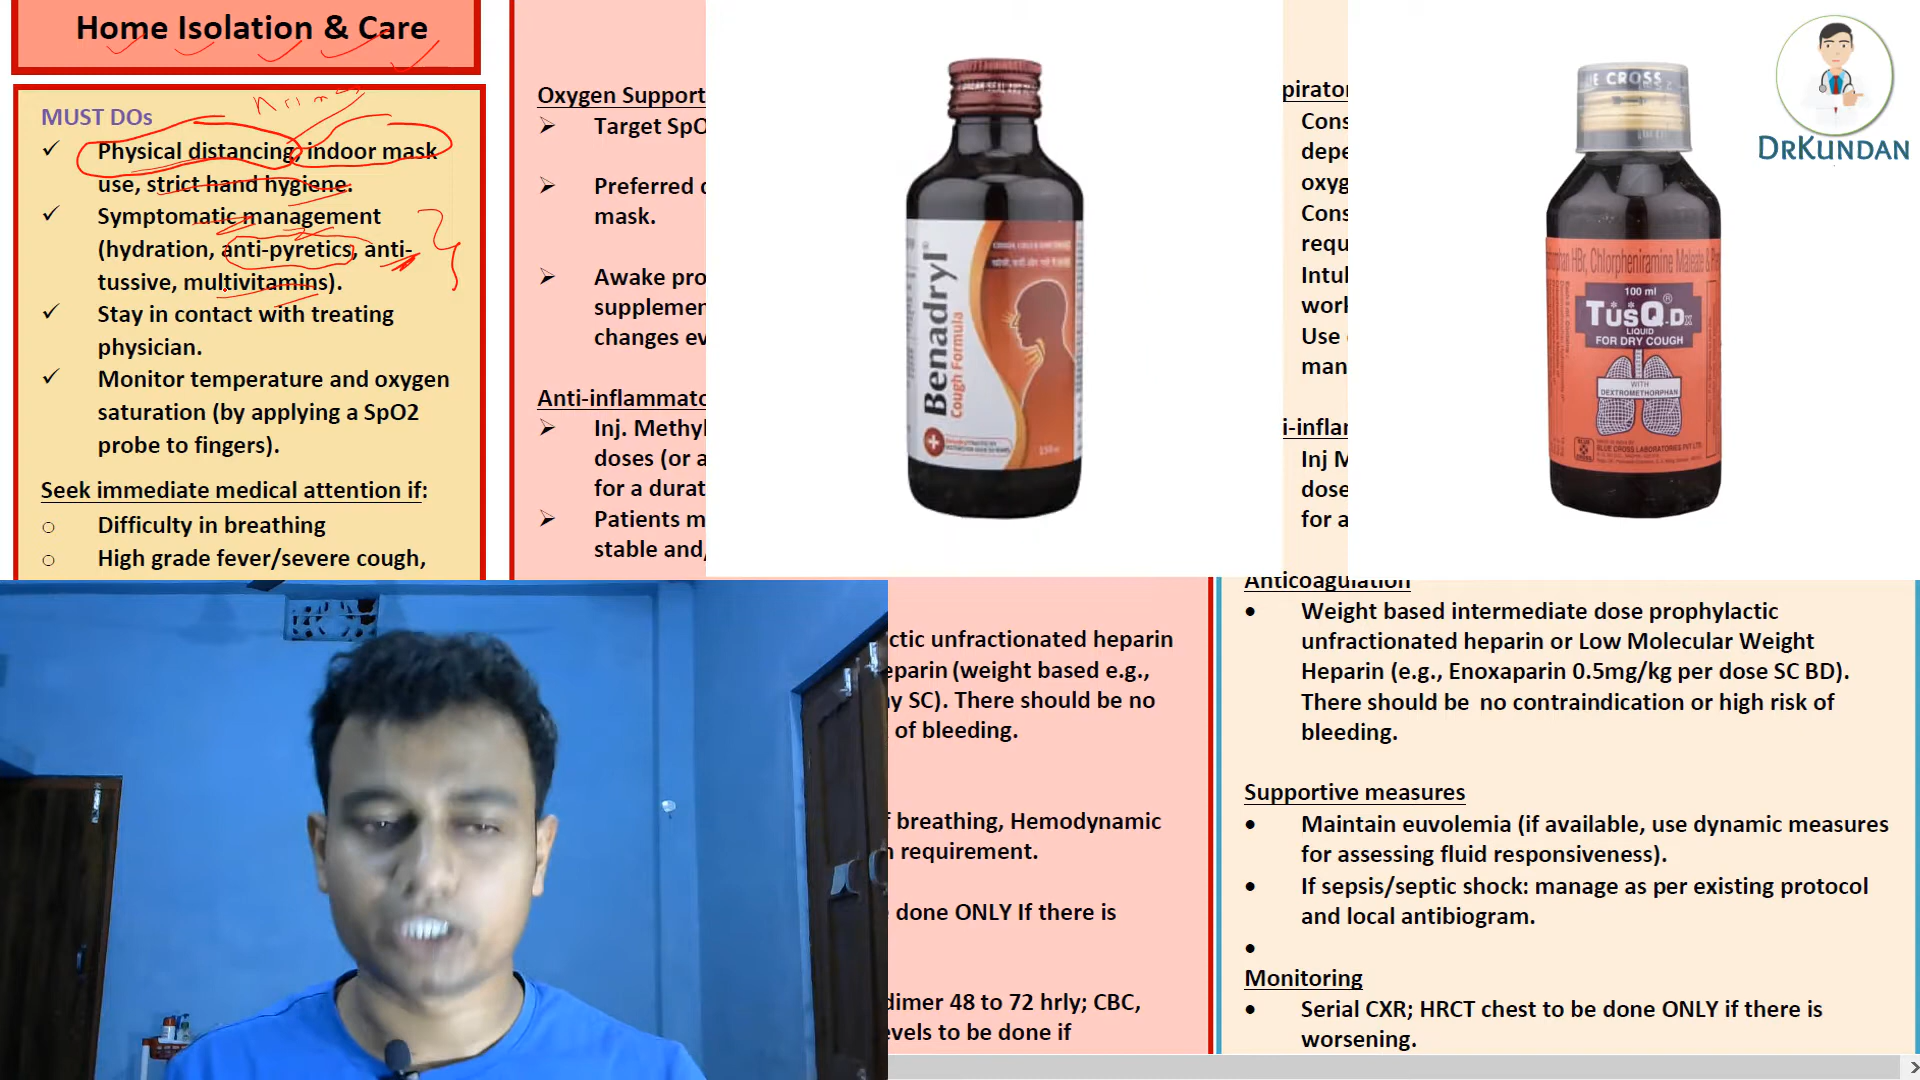 Home Isolation & Care
MUST DOs
Physical distancing, indoor mask
use, strict hand hygiene.
Symptomatic management
(hydration, anti-pyretics, anti-
tussive, multivitamins).
Stay in contact with treating
physician.
Monitor temperature and oxygen
saturation (by applying a SpO2
probe to fingers).
Seek immediate medical attention if:
Difficulty in breathing
High grade fever/severe cough,
Oxygen Support
Target SpO
Preferred
mask.
Awake pro
supplemen
changes ev
Anti-inflammato
Inj. Methyl
doses (or a
for a durat
Patients m
stable and/
Benadryl
Cough Formula
pirator
Cons
depe
oxyg
Cons
requ
Intul
work
Use
man
i-inflar
Inj M
dose
for a
BLUE CROSS
phan HBr, Chlorpheniramine Maleate &
100 ml
TusQ-Dx
LIQUID
FOR DRY COUGH
WITH
DEXTROMETHORPHAN
DRKUNDAN
ctic unfractionated heparin
eparin (weight based e.g.,
ay SC). There should be no
of bleeding.
f breathing, Hemodynamic
n requirement.
e done ONLY If there is
dimer 48 to 72 hrly; CBC,
evels to be done if
Anticoagulation
Weight based intermediate dose prophylactic
unfractionated heparin or Low Molecular Weight
Heparin (e.g., Enoxaparin 0.5mg/kg per dose SC BD).
There should be no contraindication or high risk of
bleeding.
Supportive measures
Maintain euvolemia (if available, use dynamic measures
for assessing fluid responsiveness).
If sepsis/septic shock: manage as per existing protocol
and local antibiogram.
Monitoring
Serial CXR; HRCT chest to be done ONLY if there is
worsening.